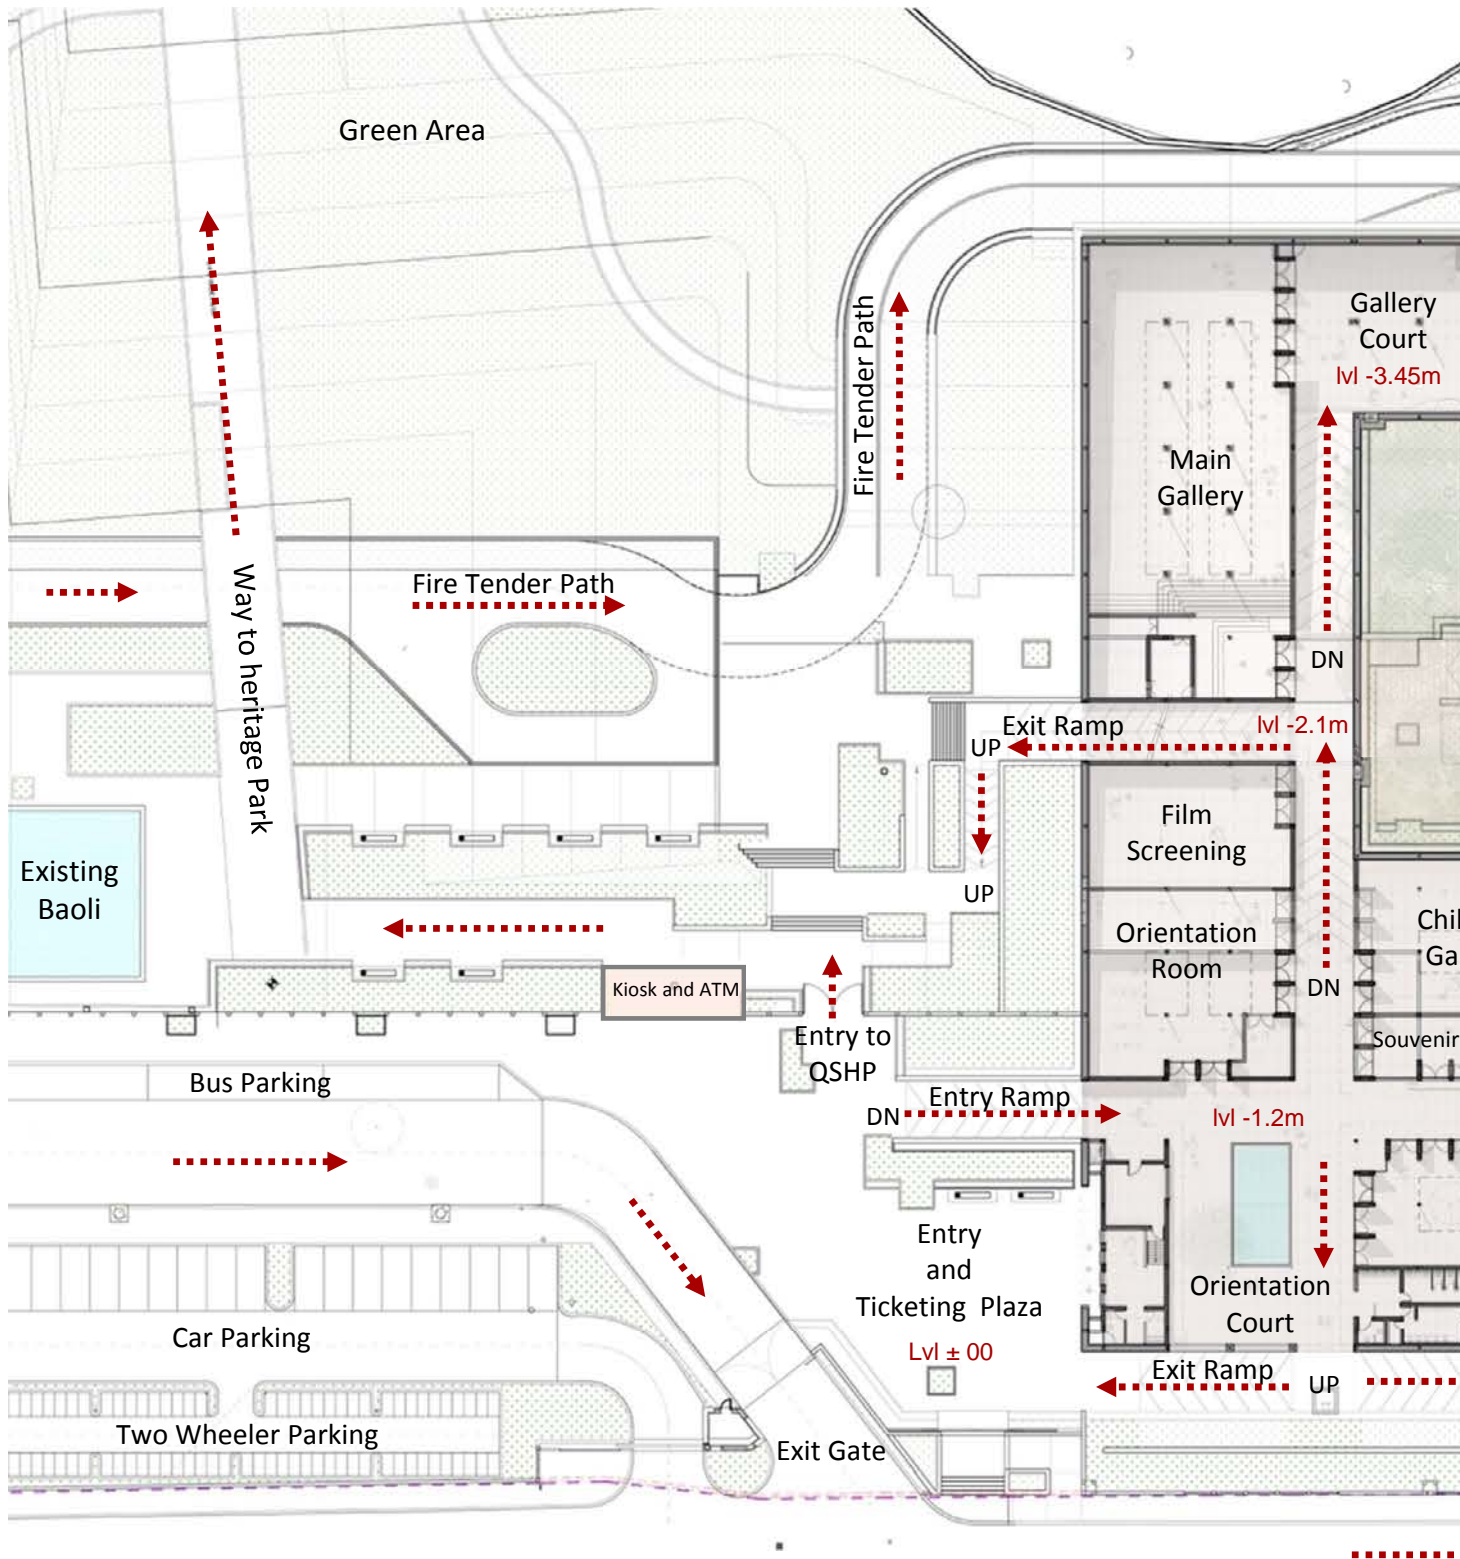 Green Area
Gallery
Court
lvl -3.45m
Fire Tender Path
Main
Gallery
Fire Tender Path
Way to heritage Park
DN
Exit Ramp
lvl -2.1m
UP
Film
Screening
Existing
Baoli
UP
Orientation
Room
Chil
Ga
DN
Kiosk and ATM
Entry to
QSHP
Souvenir
Bus Parking
Entry Ramp
DN
lvl -1.2m
Entry
and
Ticketing Plaza
Lvl ± 00
Orientation
Court
Car Parking
Exit Ramp
UP
Two Wheeler Parking
Exit Gate